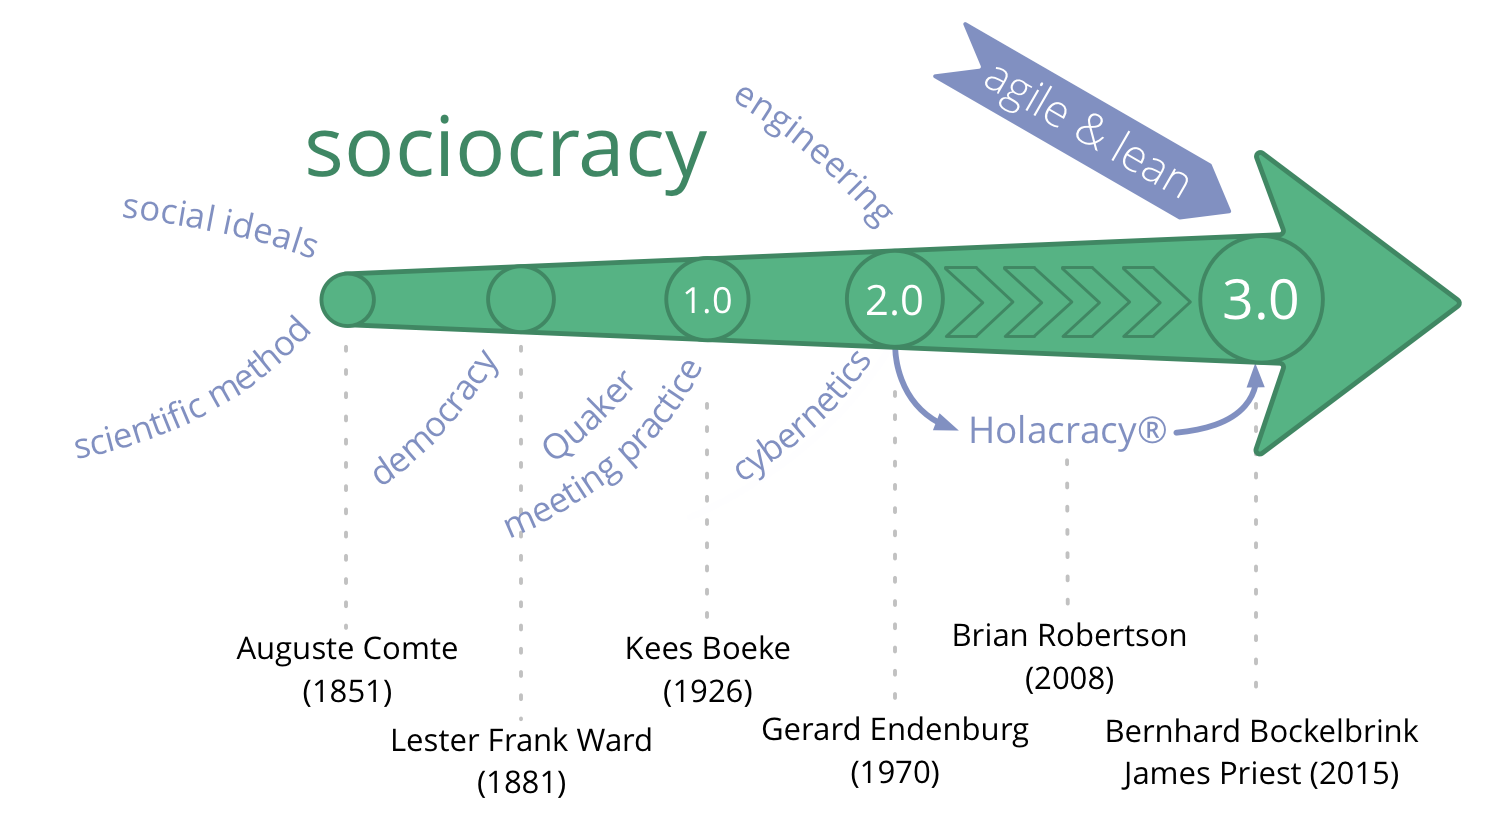 agile & lean
engineering
sociocracy
social ideals
1.0
2.0
3.0
scientific method
democracy
Quaker
meeting practice
cybernetics
Holacracy®
Auguste Comte
(1851)
Lester Frank Ward
(1881)
Kees Boeke
(1926)
Gerard Endenburg
(1970)
Brian Robertson
(2008)
Bernhard Bockelbrink
James Priest (2015)